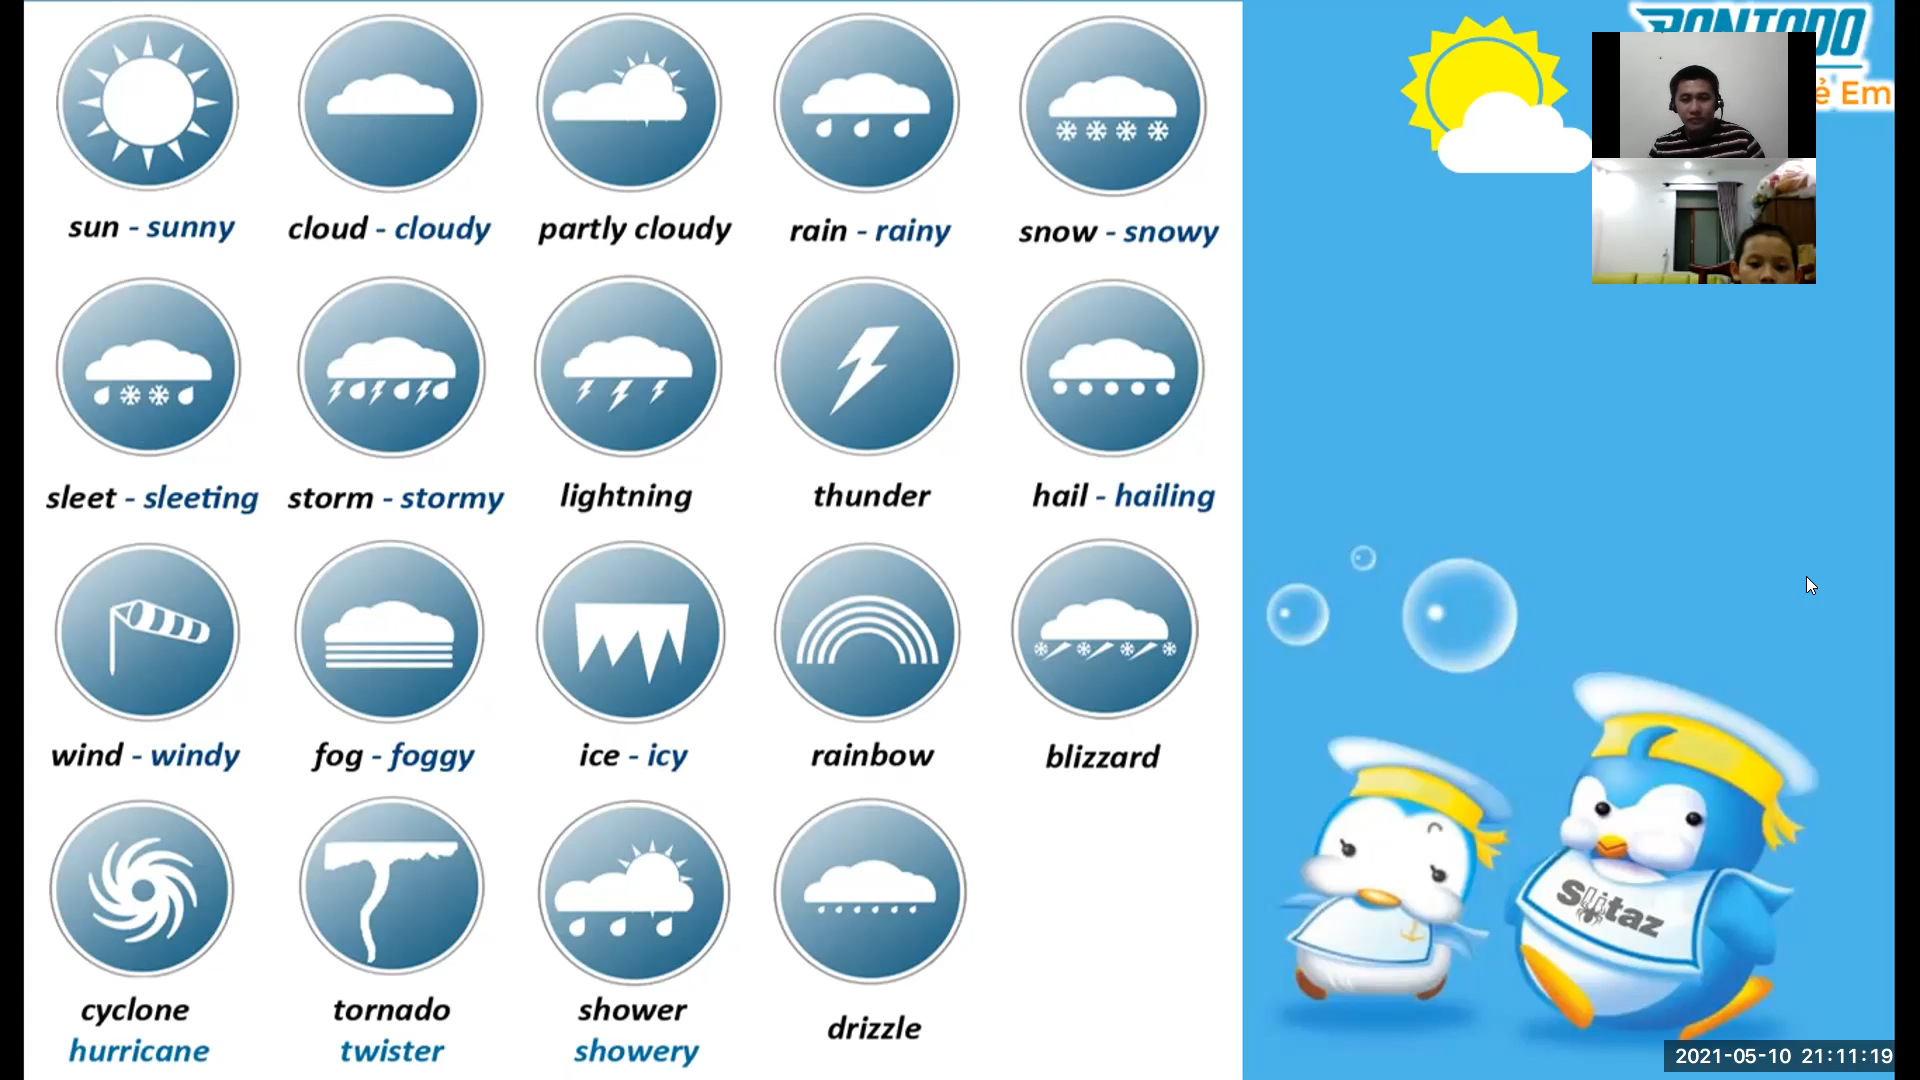 sun - sunny
cloud - cloudy
partly cloudy
rain - rainy
snow - snowy
sleet - sleeting
storm - stormy
lightning
thunder
hail - hailing
wind - windy
fog - foggy
ice - icy
rainbow
blizzard
cyclone
hurricane
tornado
twister
shower
showery
drizzle
Em
Slitaz
2021-05-10 21:11:19